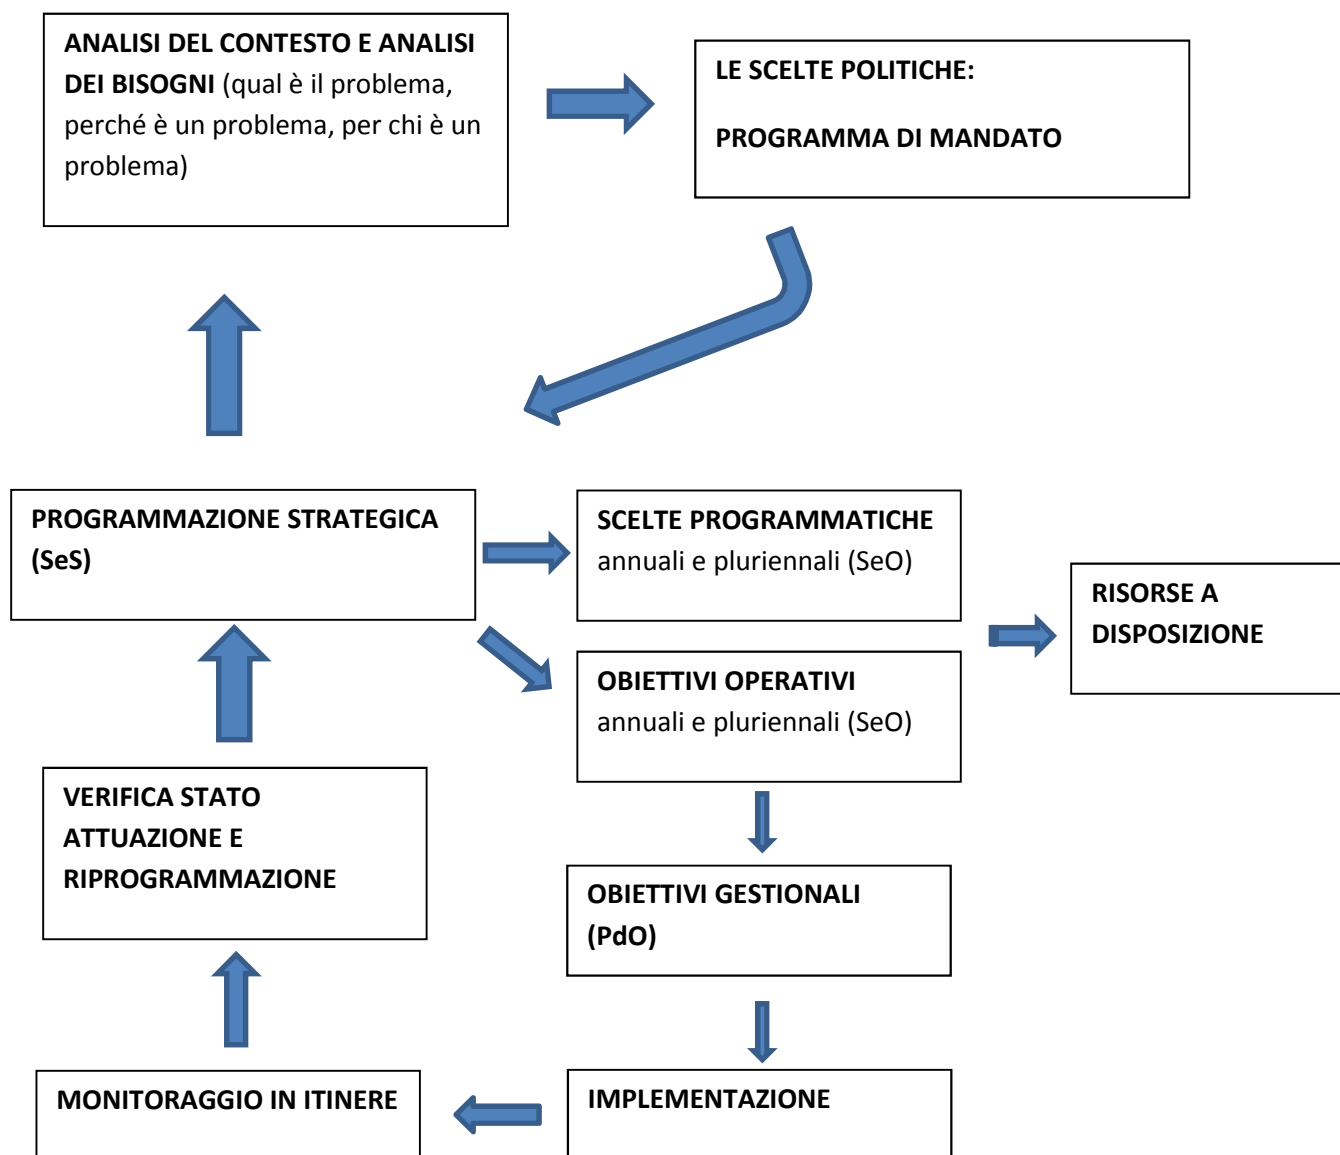 ANALISI DEL CONTESTO E ANALISI
DEI BISOGNI (qual è il problema,
perché è un problema, per chi è un
problema)
LE SCELTE POLITICHE:
PROGRAMMA DI MANDATO
PROGRAMMAZIONE STRATEGICA
(SeS)
SCELTE PROGRAMMATICHE
annuali e pluriennali (SeO)
RISORSE A
DISPOSIZIONE
OBIETTIVI OPERATIVI
annuali e pluriennali (SeO)
VERIFICA STATO
ATTUAZIONE E
RIPROGRAMMAZIONE
OBIETTIVI GESTIONALI
(PdO)
MONITORAGGIO IN ITINERE
IMPLEMENTAZIONE